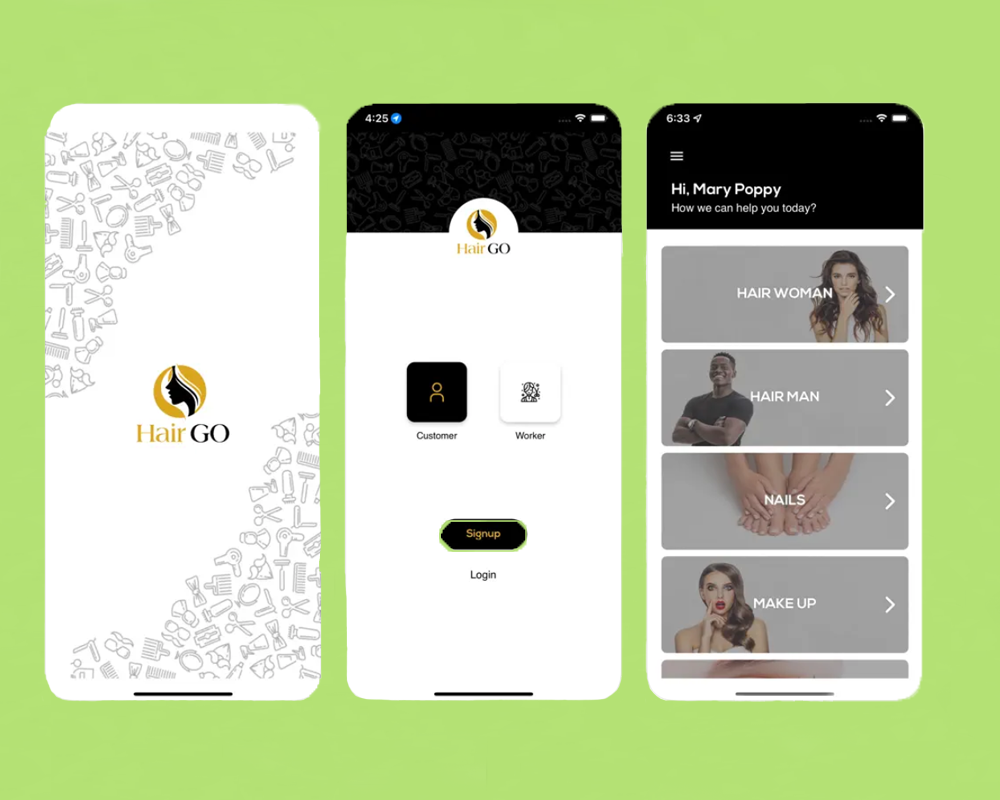 Hair GO
4:25
Hair GO
Customer
Worker
Signup
Login
6:33
Hi, Mary Poppy
How we can help you today?
HAIR WOMAN
HAIR MAN
NAILS
MAKE UP